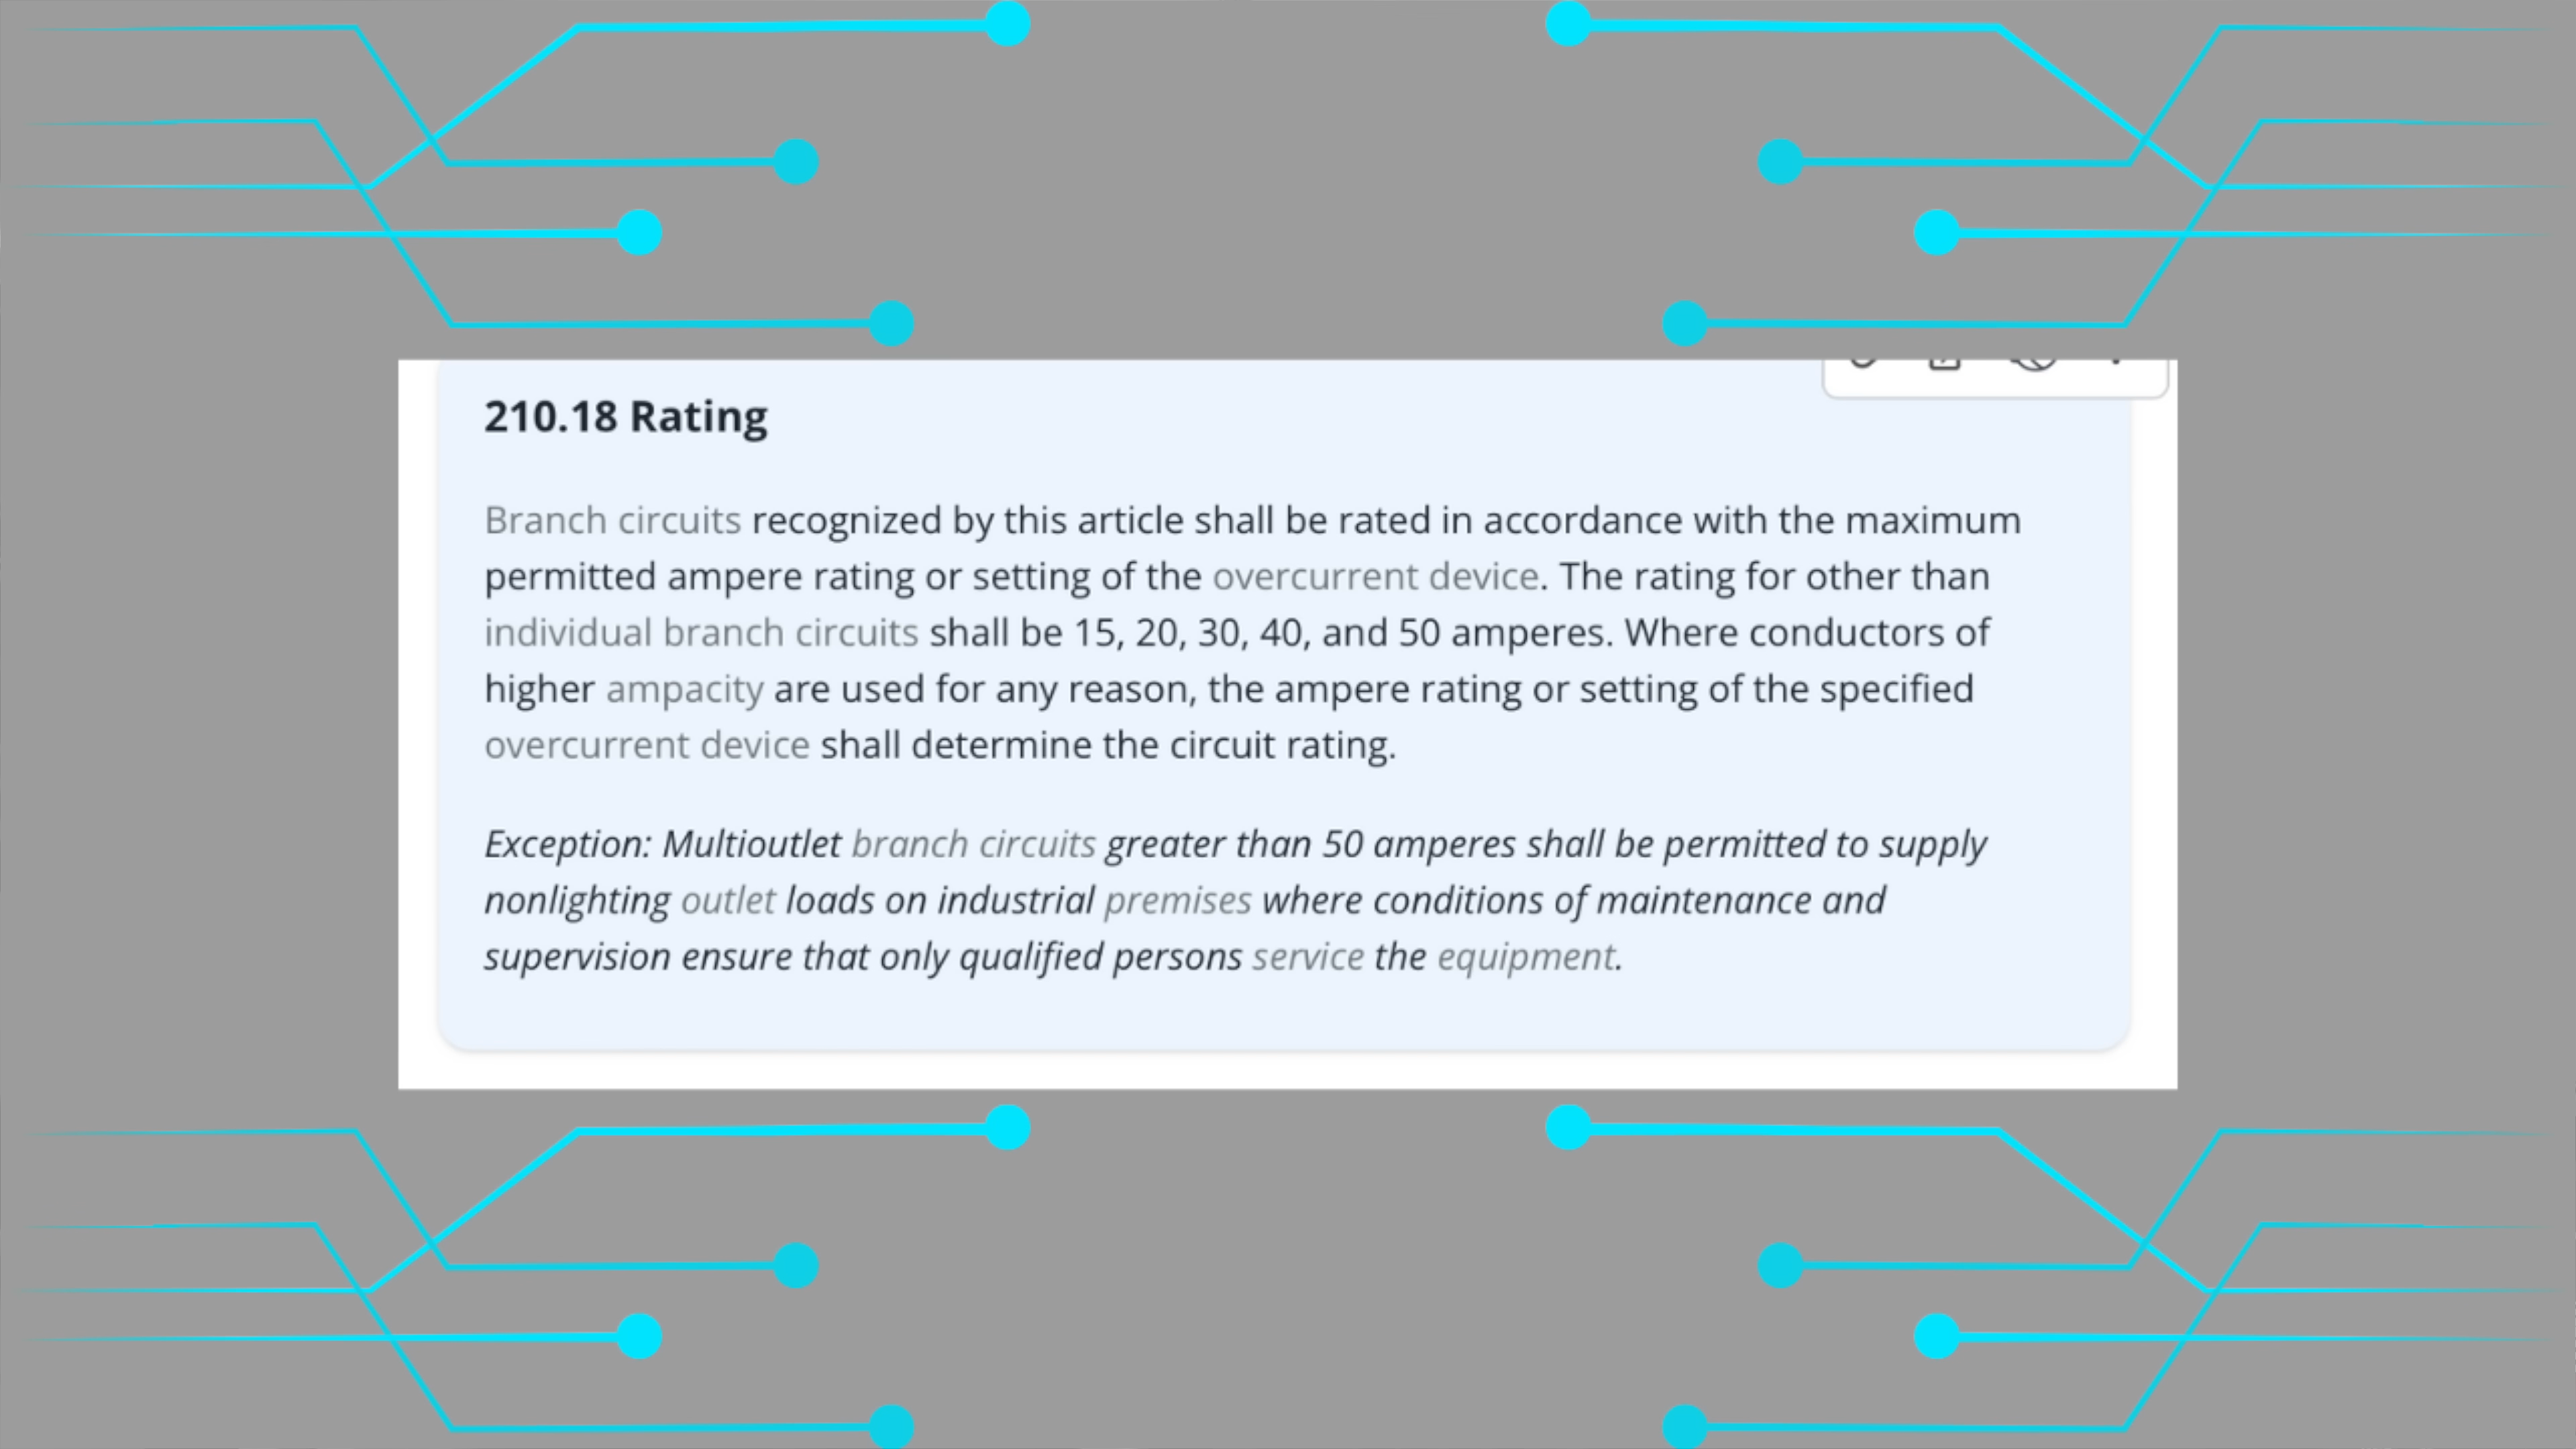 210.18 Rating
Branch circuits recognized by this article shall be rated in accordance with the maximum
permitted ampere rating or setting of the overcurrent device. The rating for other than
individual branch circuits shall be 15, 20, 30, 40, and 50 amperes. Where conductors of
higher ampacity are used for any reason, the ampere rating or setting of the specified
overcurrent device shall determine the circuit rating.
Exception: Multioutlet branch circuits greater than 50 amperes shall be permitted to supply
nonlighting outlet loads on industrial premises where conditions of maintenance and
supervision ensure that only qualified persons service the equipment.